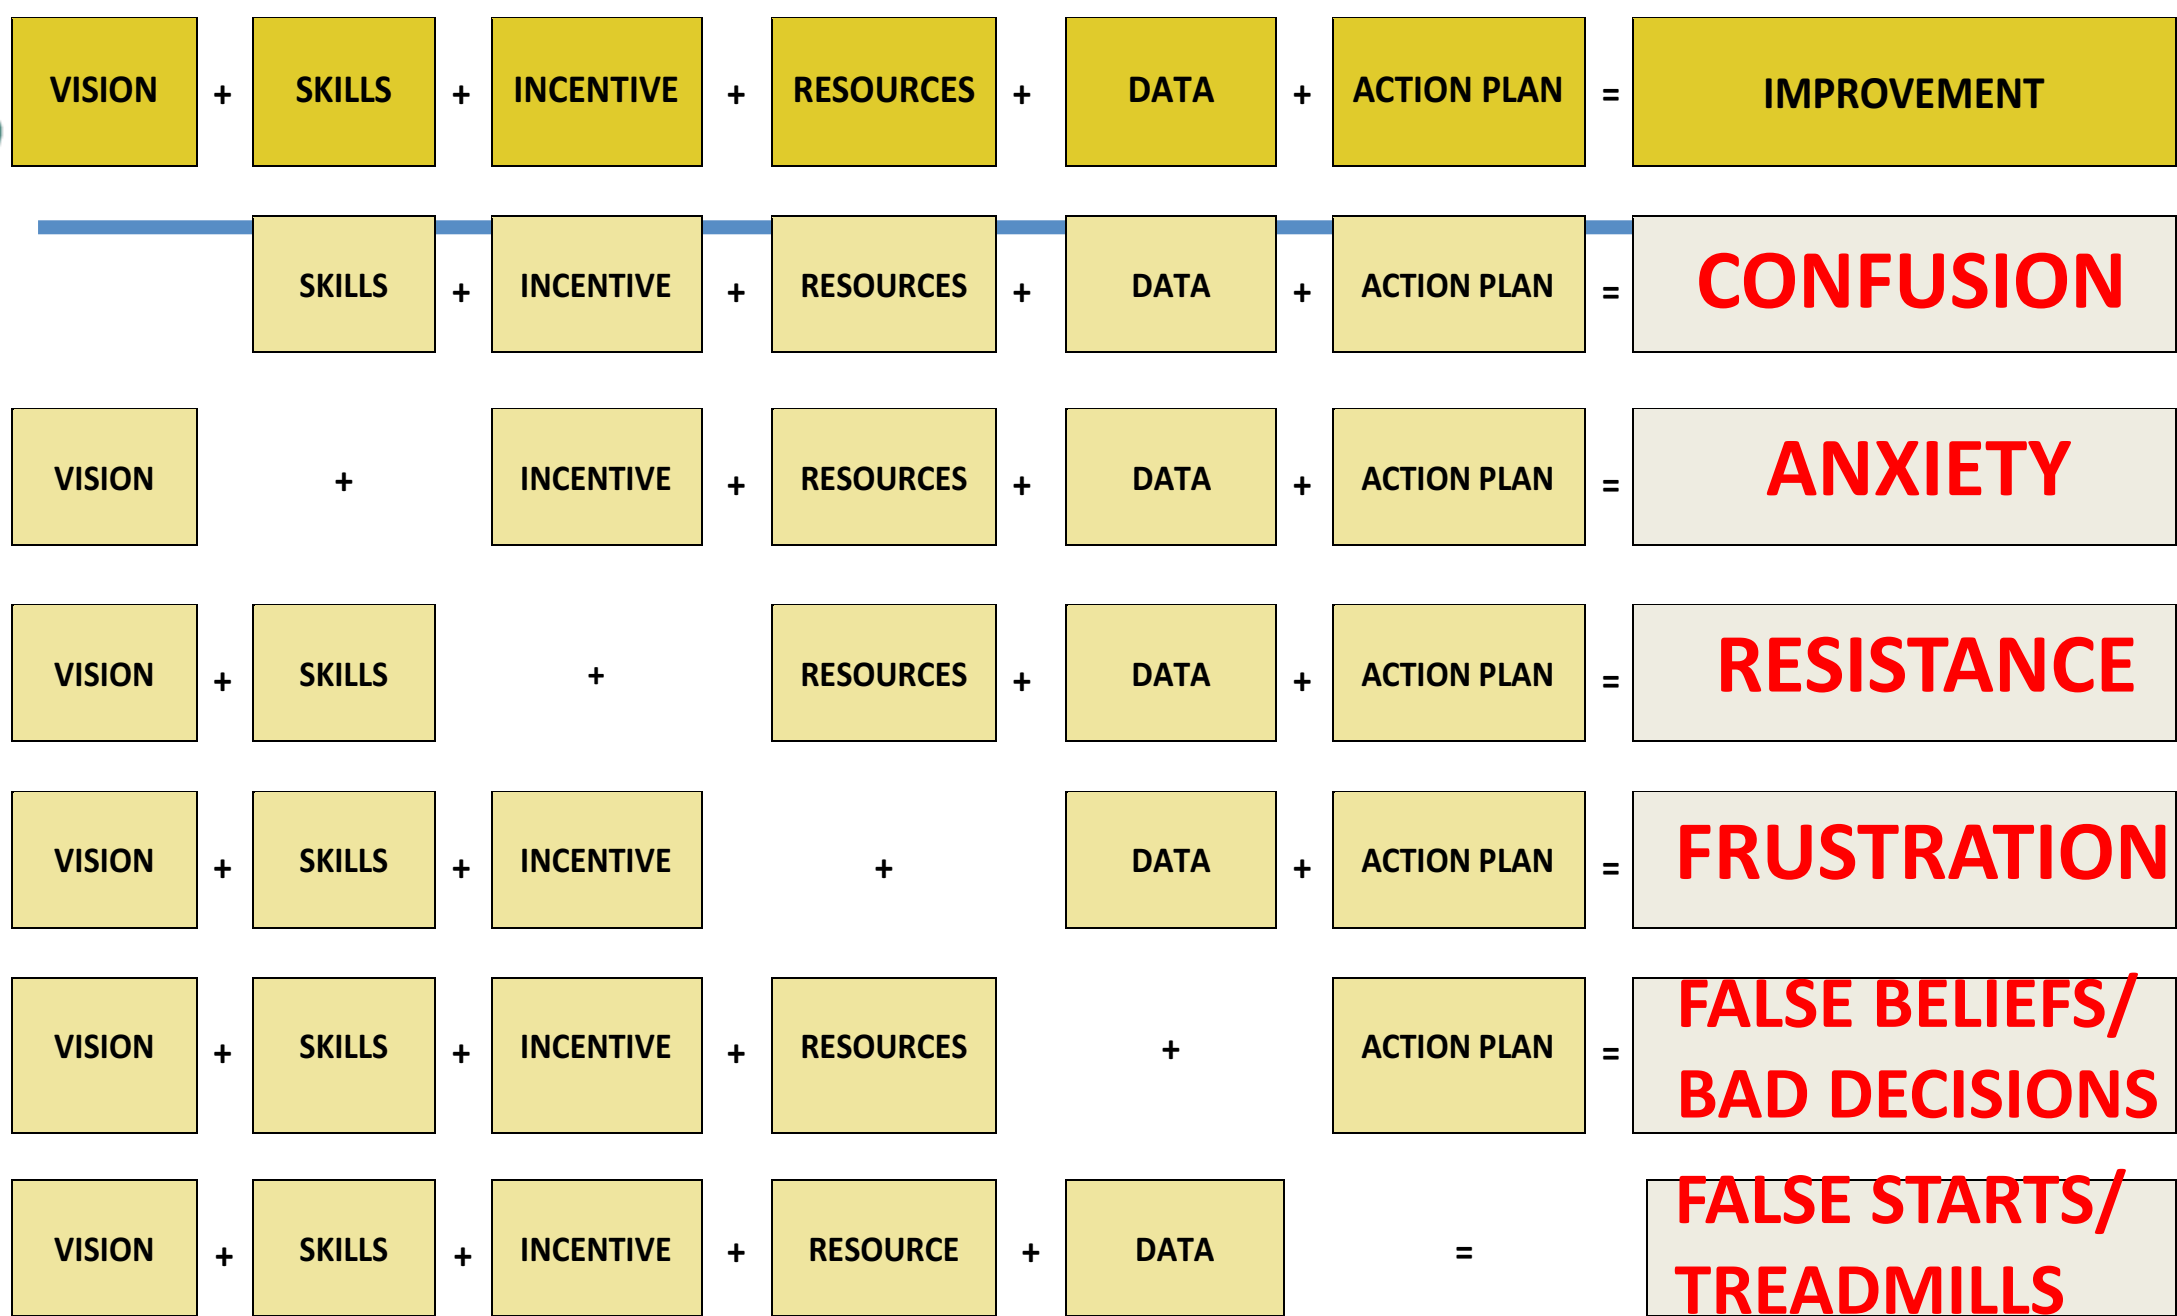 VISION + SKILLS + INCENTIVE + RESOURCES + DATA + ACTION PLAN = IMPROVEMENT
SKILLS + INCENTIVE + RESOURCES + DATA + ACTION PLAN = CONFUSION
VISION + INCENTIVE + RESOURCES + DATA + ACTION PLAN = ANXIETY
VISION + SKILLS + RESOURCES + DATA + ACTION PLAN = RESISTANCE
VISION + SKILLS + INCENTIVE + DATA + ACTION PLAN = FRUSTRATION
VISION + SKILLS + INCENTIVE + RESOURCES + ACTION PLAN = FALSE BELIEFS/
BAD DECISIONS
VISION + SKILLS + INCENTIVE + RESOURCE + DATA = FALSE STARTS/
TREADMILLS